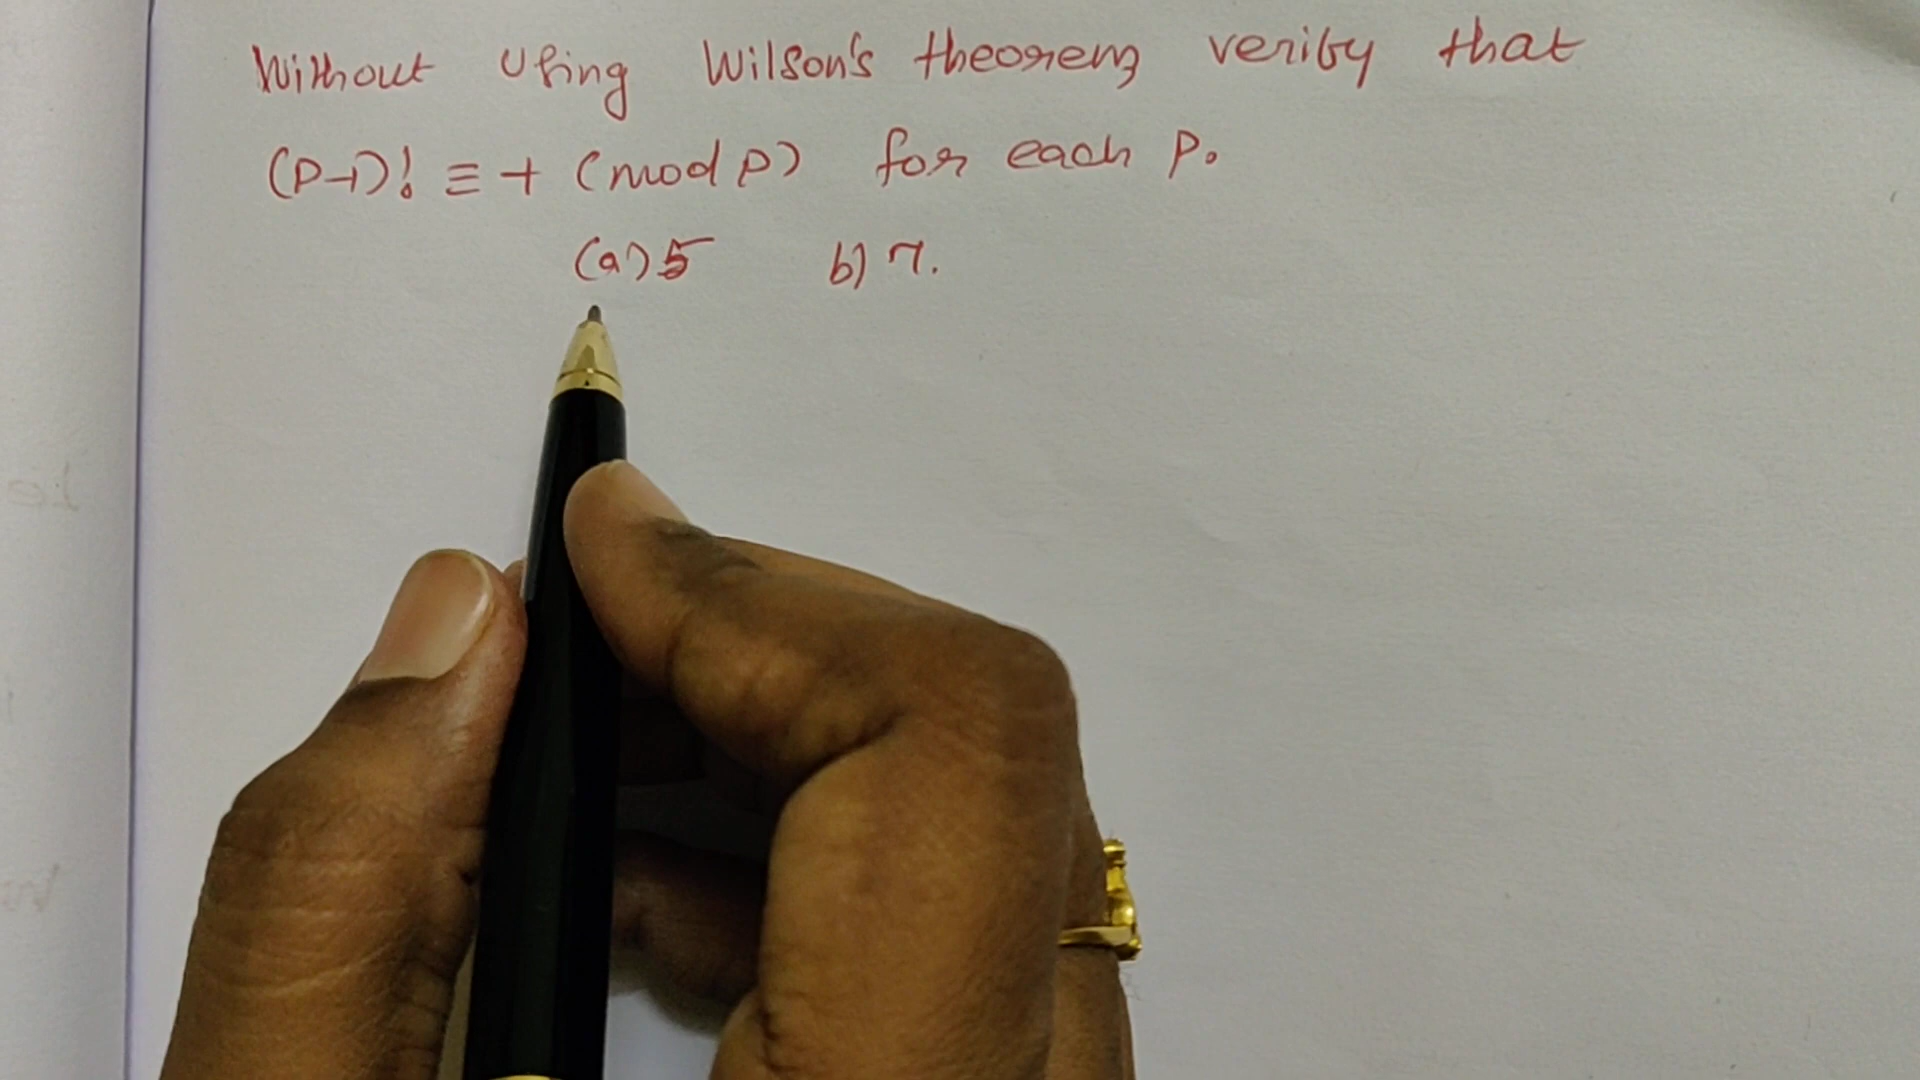 Without Using Wilson's theorem verify that
(P-1)! ≡ -1 (mod P) for each P.
(a) 5 b) 7.